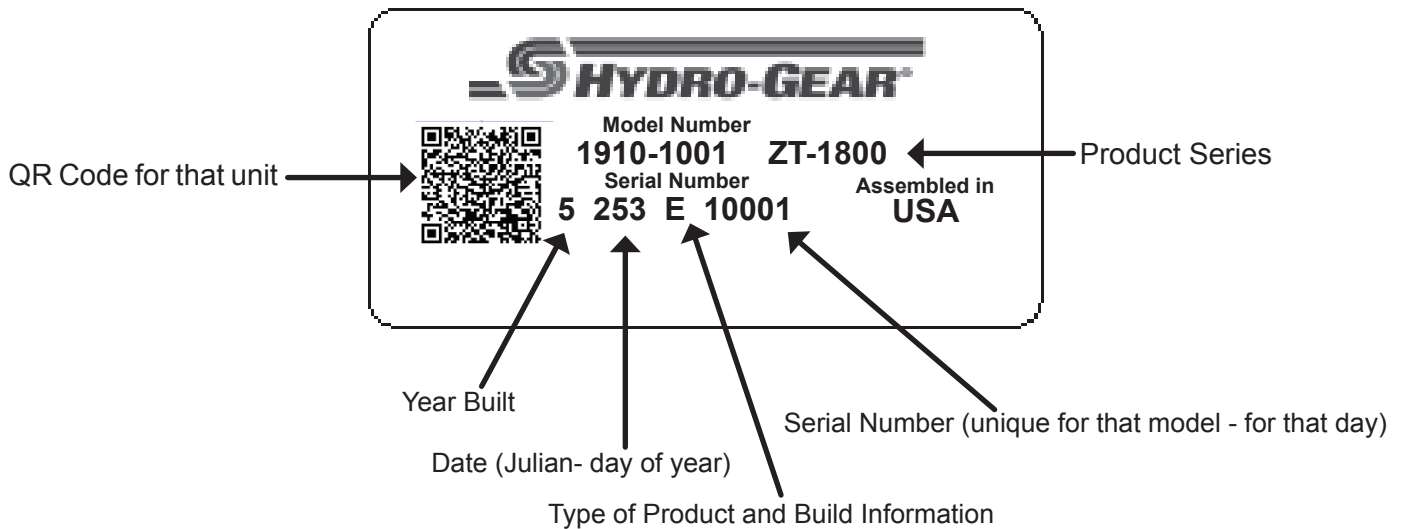 HYDRO-GEAR®
Model Number
1910-1001 ZT-1800
Serial Number
5 253 E 10001
Assembled in
USA
QR Code for that unit
Product Series
Year Built
Serial Number (unique for that model - for that day)
Date (Julian- day of year)
Type of Product and Build Information